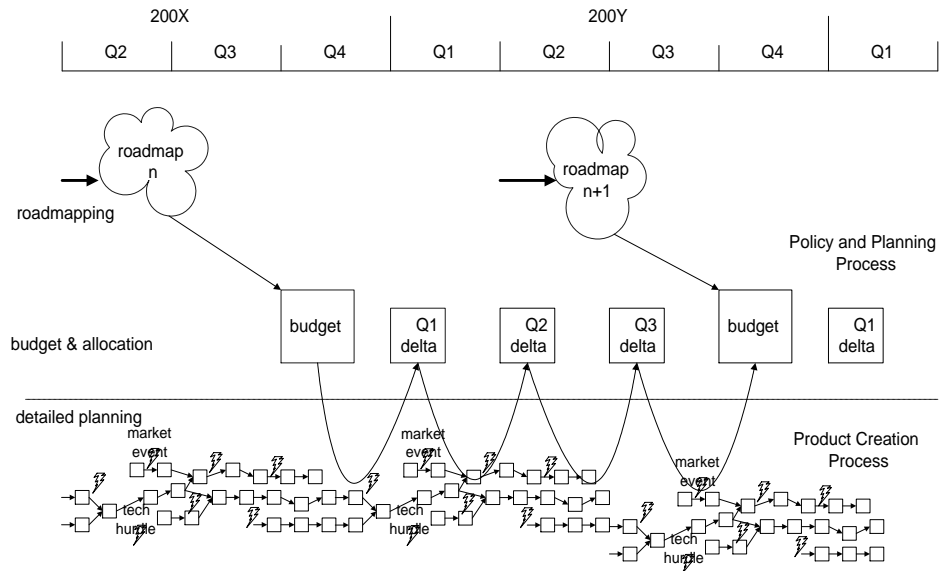 200X
200Y
Q2
Q3
Q4
Q1
Q2
Q3
Q4
Q1
roadmap
n
roadmap
n+1
roadmapping
Policy and Planning
Process
budget
Q1
delta
Q2
delta
Q3
delta
budget
Q1
delta
budget & allocation
detailed planning
market
event
market
event
market
event
Product Creation
Process
tech
hurdle
tech
hurdle
tech
hurdle